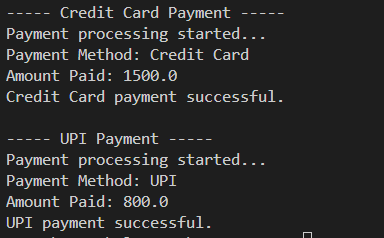 ----- Credit Card Payment -----
Payment processing started...
Payment Method: Credit Card
Amount Paid: 1500.0
Credit Card payment successful.

----- UPI Payment -----
Payment processing started...
Payment Method: UPI
Amount Paid: 800.0
UPI payment successful.